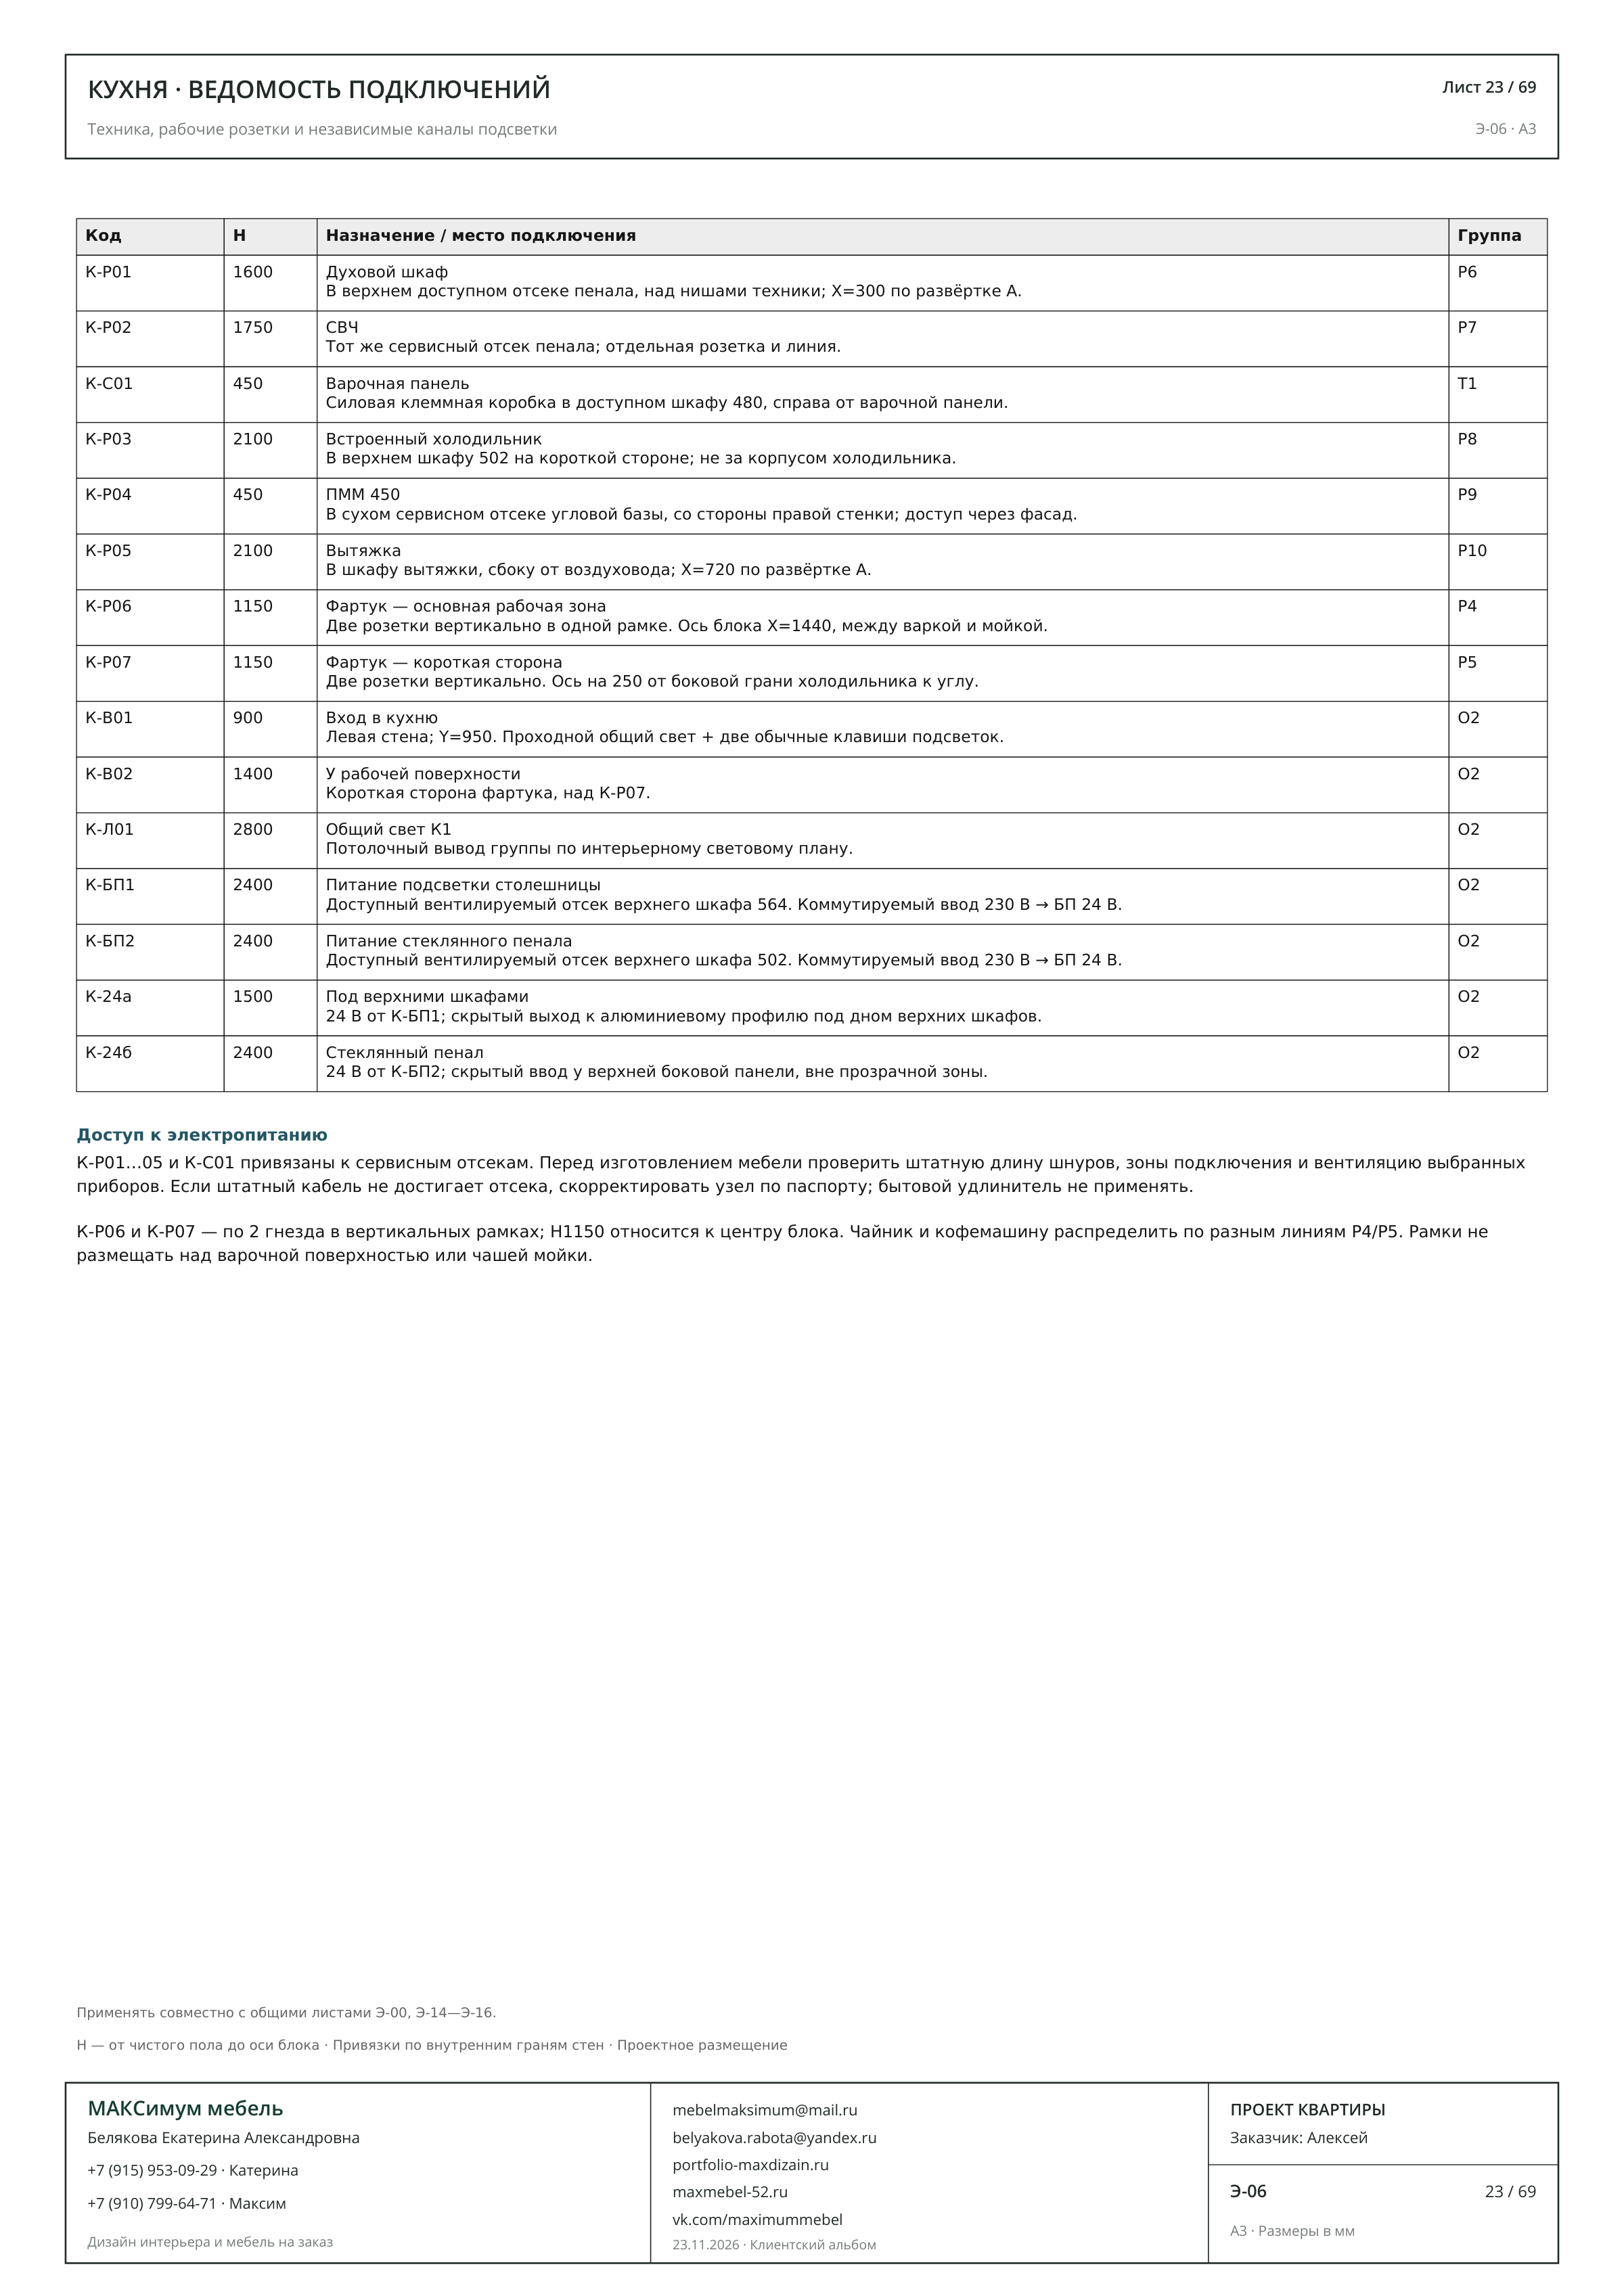 КУХНЯ · ВЕДОМОСТЬ ПОДКЛЮЧЕНИЙ
Лист 23 / 69
Техника, рабочие розетки и независимые каналы подсветки
Э-06 · А3
Код Н Назначение / место подключения Группа
К-Р01 1600 Духовой шкаф Р6
В верхнем доступном отсеке пенала, над нишами техники; X=300 по развёртке А.
К-Р02 1750 СВЧ Р7
Тот же сервисный отсек пенала; отдельная розетка и линия.
К-С01 450 Варочная панель Т1
Силовая клеммная коробка в доступном шкафу 480, справа от варочной панели.
К-Р03 2100 Встроенный холодильник Р8
В верхнем шкафу 502 на короткой стороне; не за корпусом холодильника.
К-Р04 450 ПММ 450 Р9
В сухом сервисном отсеке угловой базы, со стороны правой стенки; доступ через фасад.
К-Р05 2100 Вытяжка Р10
В шкафу вытяжки, сбоку от воздуховода; X=720 по развёртке А.
К-Р06 1150 Фартук — основная рабочая зона Р4
Две розетки вертикально в одной рамке. Ось блока X=1440, между варкой и мойкой.
К-Р07 1150 Фартук — короткая сторона Р5
Две розетки вертикально. Ось на 250 от боковой грани холодильника к углу.
К-В01 900 Вход в кухню О2
Левая стена; Y=950. Проходной общий свет + две обычные клавиши подсветок.
К-В02 1400 У рабочей поверхности О2
Короткая сторона фартука, над К-Р07.
К-Л01 2800 Общий свет К1 О2
Потолочный вывод группы по интерьерному световому плану.
К-БП1 2400 Питание подсветки столешницы О2
Доступный вентилируемый отсек верхнего шкафа 564. Коммутируемый ввод 230 В → БП 24 В.
К-БП2 2400 Питание стеклянного пенала О2
Доступный вентилируемый отсек верхнего шкафа 502. Коммутируемый ввод 230 В → БП 24 В.
К-24а 1500 Под верхними шкафами О2
24 В от К-БП1; скрытый выход к алюминиевому профилю под дном верхних шкафов.
К-24б 2400 Стеклянный пенал О2
24 В от К-БП2; скрытый ввод у верхней боковой панели, вне прозрачной зоны.
Доступ к электропитанию
К-Р01…05 и К-С01 привязаны к сервисным отсекам. Перед изготовлением мебели проверить штатную длину шнуров, зоны подключения и вентиляцию выбранных
приборов. Если штатный кабель не достигает отсека, скорректировать узел по паспорту; бытовой удлинитель не применять.
К-Р06 и К-Р07 — по 2 гнезда в вертикальных рамках; Н1150 относится к центру блока. Чайник и кофемашину распределить по разным линиям Р4/Р5. Рамки не
размещать над варочной поверхностью или чашей мойки.
Применять совместно с общими листами Э-00, Э-14—Э-16.
Н — от чистого пола до оси блока · Привязки по внутренним граням стен · Проектное размещение
МАКСимум мебель
Белякова Екатерина Александровна
+7 (915) 953-09-29 · Катерина
+7 (910) 799-64-71 · Максим
Дизайн интерьера и мебель на заказ
mebelmaksimum@mail.ru
belyakova.rabota@yandex.ru
portfolio-maxdizain.ru
maxmebel-52.ru
vk.com/maximummebel
23.11.2026 · Клиентский альбом
ПРОЕКТ КВАРТИРЫ
Заказчик: Алексей
Э-06 23 / 69
А3 · Размеры в мм